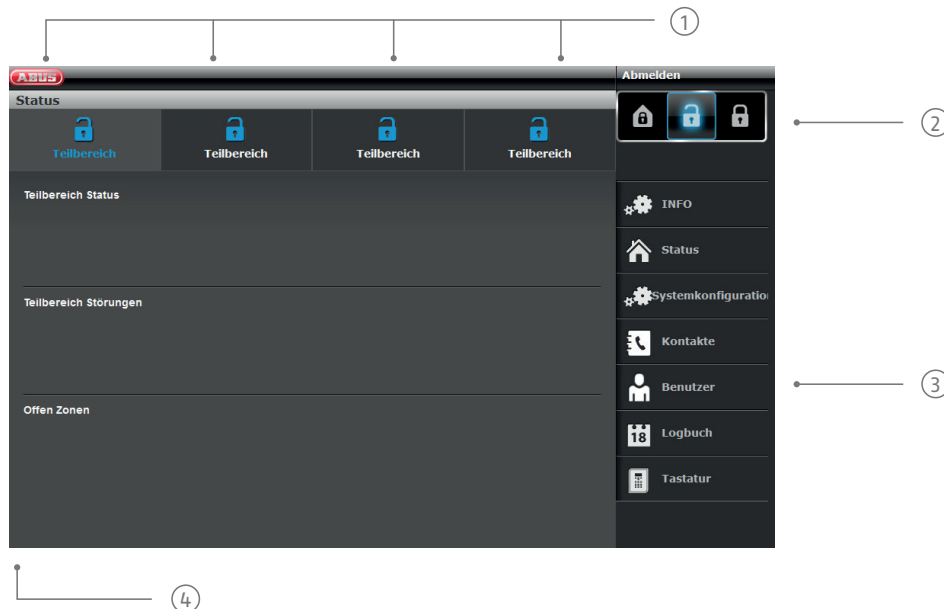 1
ABUS
Abmelden
Status
2
Teilbereich Teilbereich Teilbereich Teilbereich
Teilbereich Status
INFO
Status
Teilbereich Störungen
Systemkonfiguration
Kontakte
3
Benutzer
Offen Zonen
18 Logbuch
Tastatur
4